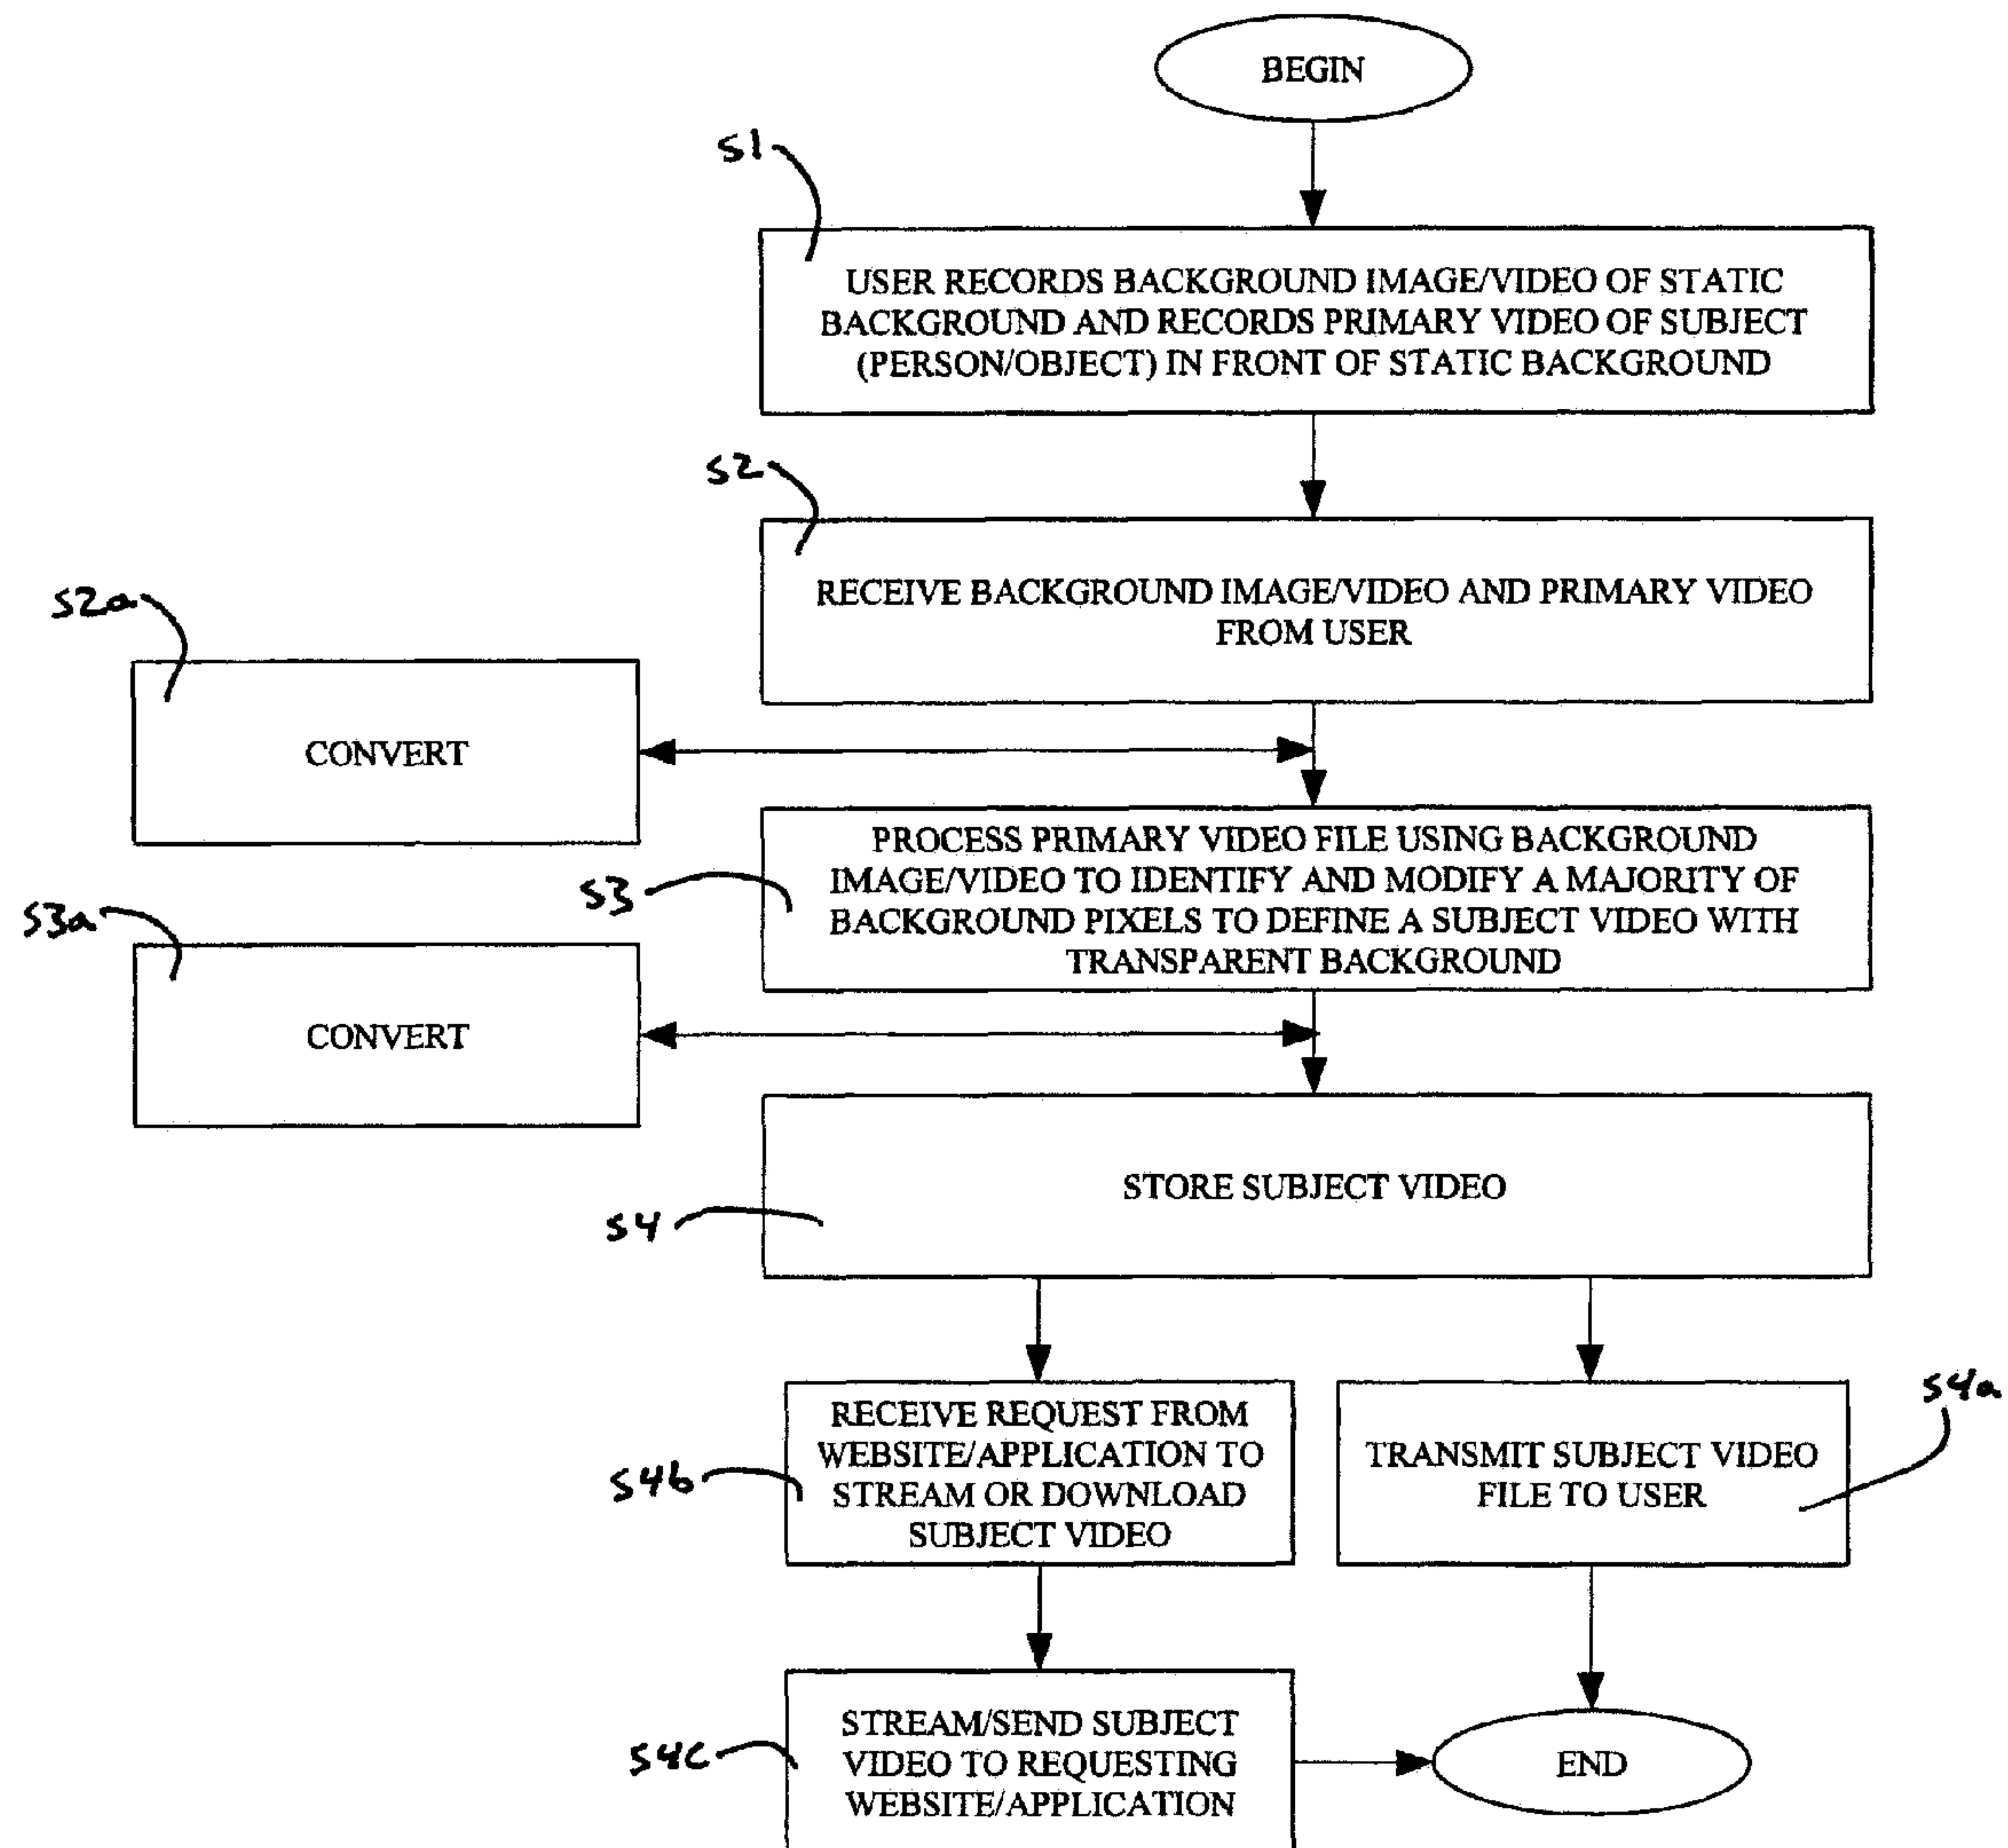 BEGIN
S1
USER RECORDS BACKGROUND IMAGE/VIDEO OF STATIC
BACKGROUND AND RECORDS PRIMARY VIDEO OF SUBJECT
(PERSON/OBJECT) IN FRONT OF STATIC BACKGROUND
S2
RECEIVE BACKGROUND IMAGE/VIDEO AND PRIMARY VIDEO
FROM USER
S2a
CONVERT
S3
PROCESS PRIMARY VIDEO FILE USING BACKGROUND
IMAGE/VIDEO TO IDENTIFY AND MODIFY A MAJORITY OF
BACKGROUND PIXELS TO DEFINE A SUBJECT VIDEO WITH
TRANSPARENT BACKGROUND
S3a
CONVERT
S4
STORE SUBJECT VIDEO
S4b
RECEIVE REQUEST FROM
WEBSITE/APPLICATION TO
STREAM OR DOWNLOAD
SUBJECT VIDEO
S4a
TRANSMIT SUBJECT VIDEO
FILE TO USER
S4c
STREAM/SEND SUBJECT
VIDEO TO REQUESTING
WEBSITE/APPLICATION
END